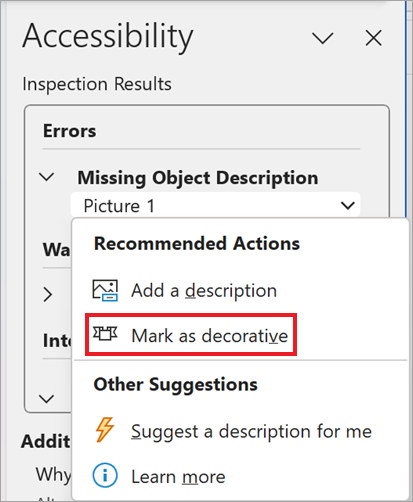 Accessibility
Inspection Results
Errors
Missing Object Description
Picture 1
Wa
Recommended Actions
Add a description
Mark as decorative
Inte
Other Suggestions
Suggest a description for me
Addit
Why
Learn more